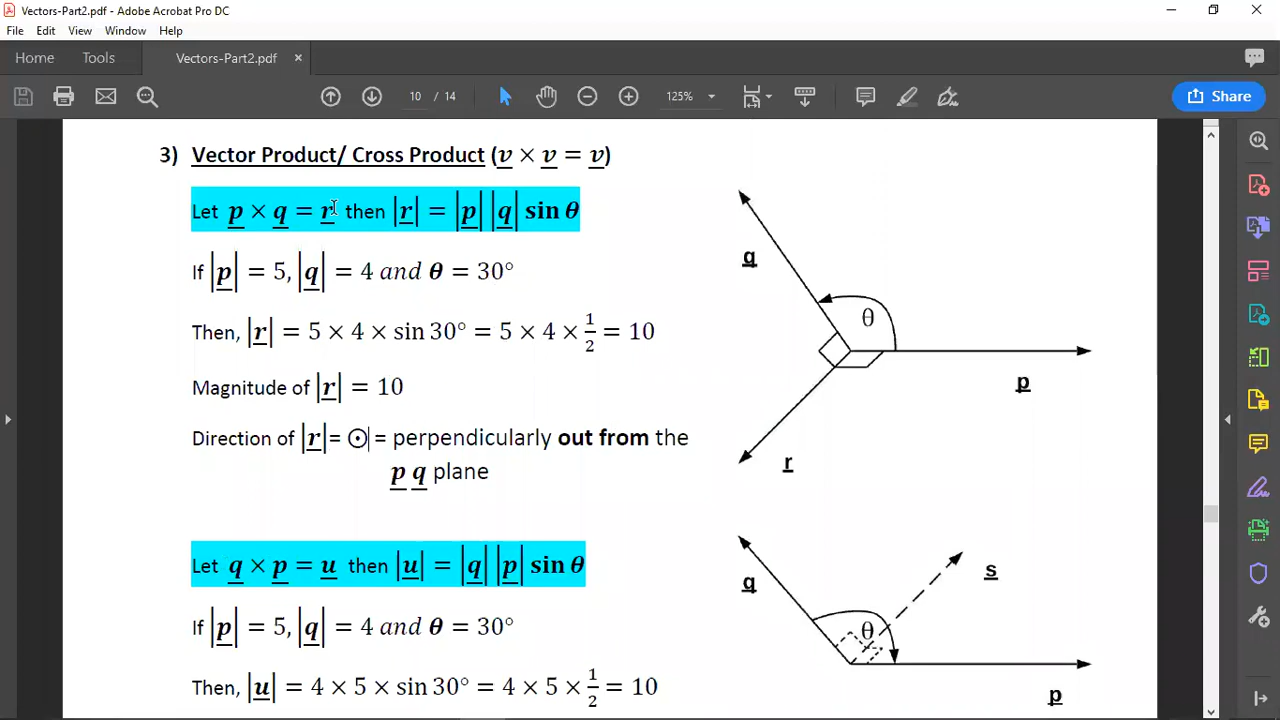 Vectors-Part2.pdf - Adobe Acrobat Pro DC
File Edit View Window Help
Home Tools Vectors-Part2.pdf ×
10 / 14 125% Share
3) Vector Product/ Cross Product (v × v = v)
Let p × q = r then |r| = |p| |q| sin θ
If |p| = 5, |q| = 4 and θ = 30°
Then, |r| = 5 × 4 × sin 30° = 5 × 4 × 1/2 = 10
Magnitude of |r| = 10
Direction of |r|= ⊙ = perpendicularly out from the
p q plane
q
θ
p
r
Let q × p = u then |u| = |q| |p| sin θ
If |p| = 5, |q| = 4 and θ = 30°
Then, |u| = 4 × 5 × sin 30° = 4 × 5 × 1/2 = 10
q
s
θ
p